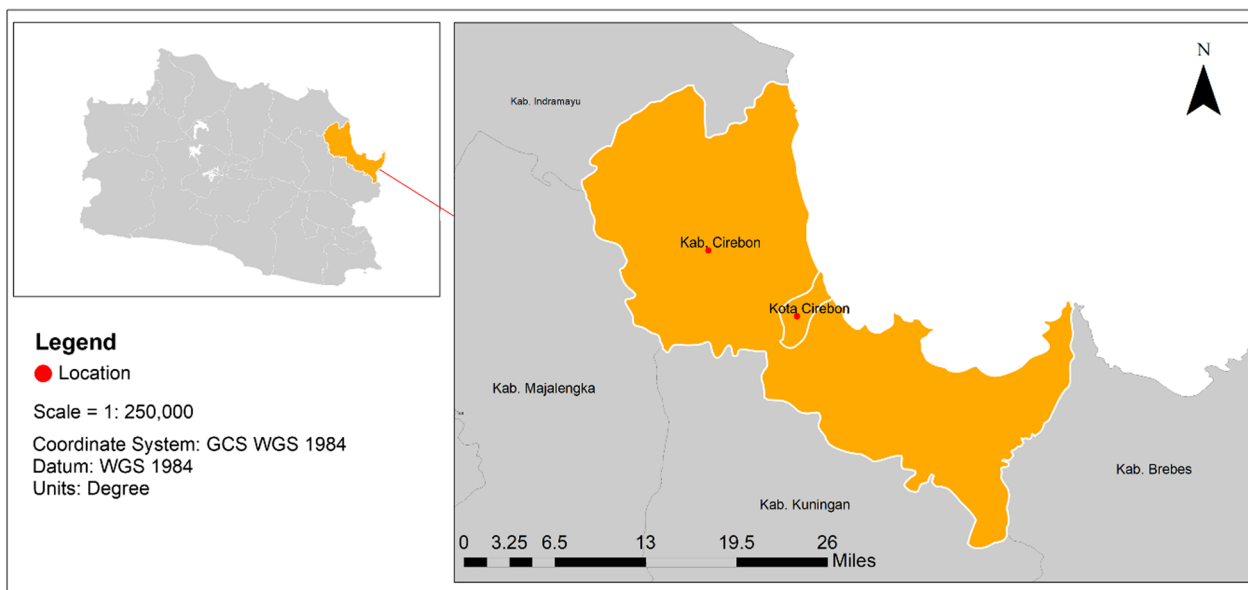 N
Kab. Indramayu
Kab. Cirebon
Kota Cirebon
Kab. Majalengka
Kab. Kuningan
Kab. Brebes
0 3.25 6.5 13 19.5 26
Miles
Legend
Location
Scale = 1: 250,000
Coordinate System: GCS WGS 1984
Datum: WGS 1984
Units: Degree